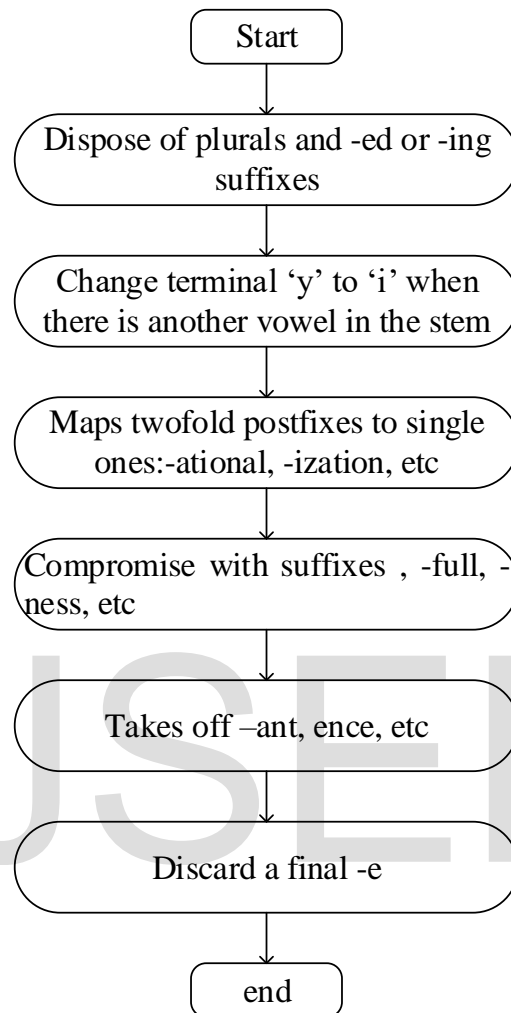 Start
Dispose of plurals and -ed or -ing
suffixes
Change terminal ‘y’ to ‘i’ when
there is another vowel in the stem
Maps twofold postfixes to single
ones:-ational, -ization, etc
Compromise with suffixes , -full, -
ness, etc
Takes off –ant, ence, etc
Discard a final -e
end